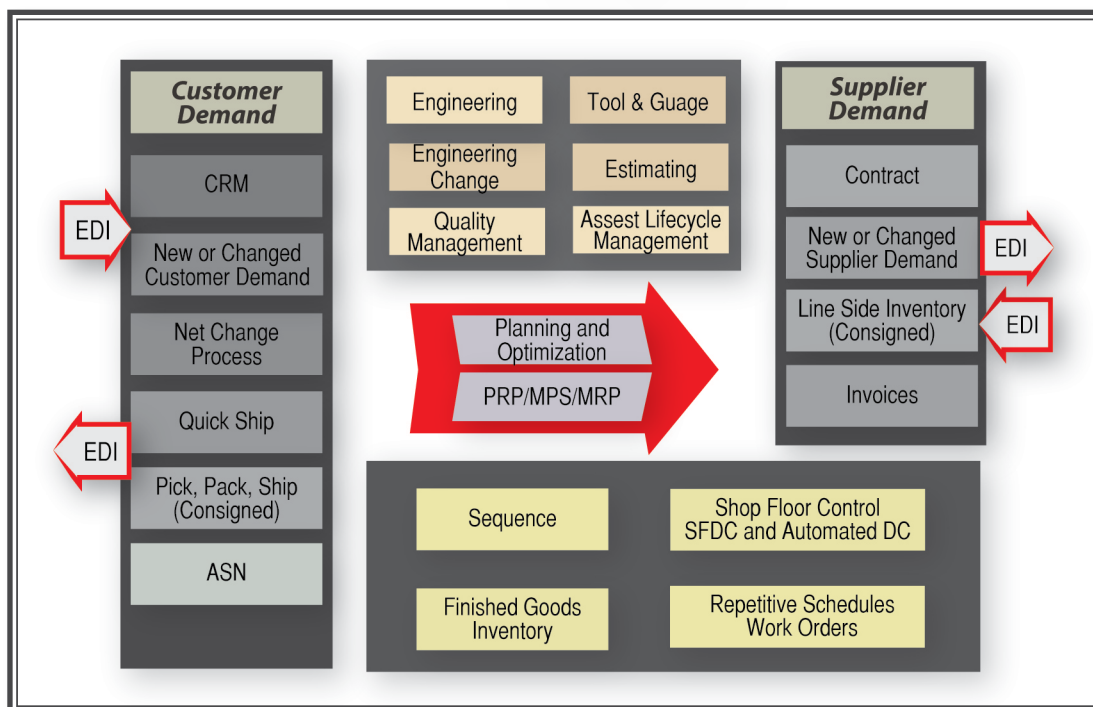 Customer
Demand
CRM
EDI
New or Changed
Customer Demand
Net Change
Process
Quick Ship
EDI
Pick, Pack, Ship
(Consigned)
ASN
Engineering
Tool & Guage
Engineering
Change
Estimating
Quality
Management
Assest Lifecycle
Management
Planning and
Optimization
PRP/MPS/MRP
Sequence
Shop Floor Control
SFDC and Automated DC
Finished Goods
Inventory
Repetitive Schedules
Work Orders
Supplier
Demand
Contract
New or Changed
Supplier Demand
EDI
Line Side Inventory
(Consigned)
EDI
Invoices